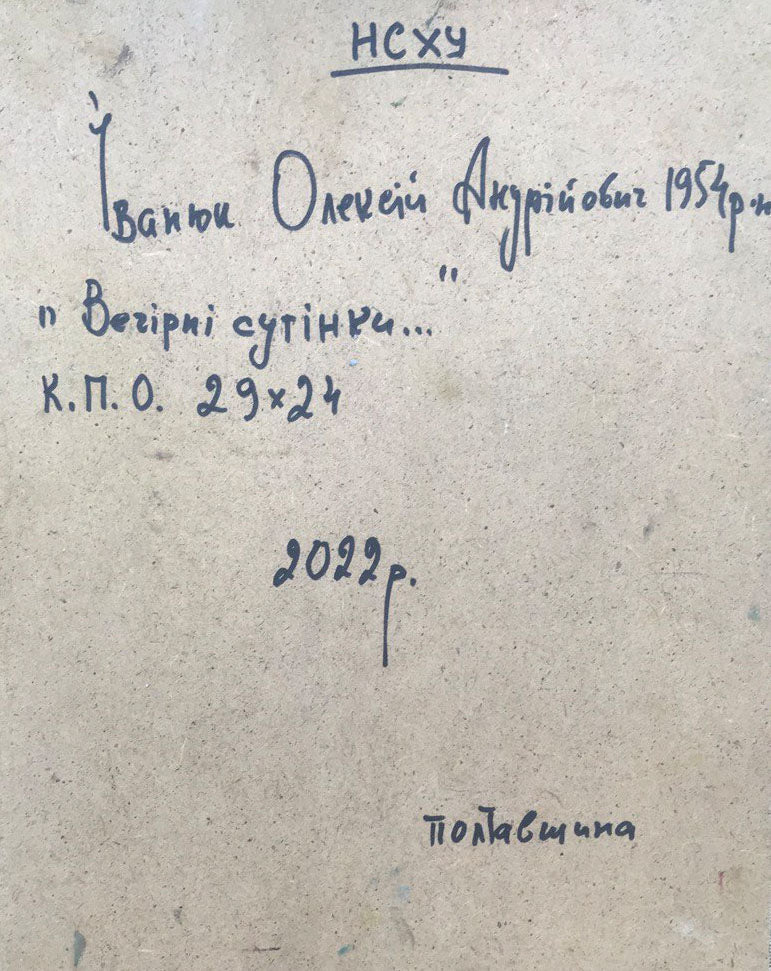 НСХУ
Іванюк Олексій Андрійович 1954р.н
"Вечірні сутінки..."
К.П.О. 29×24
2022р.
Полтавщина